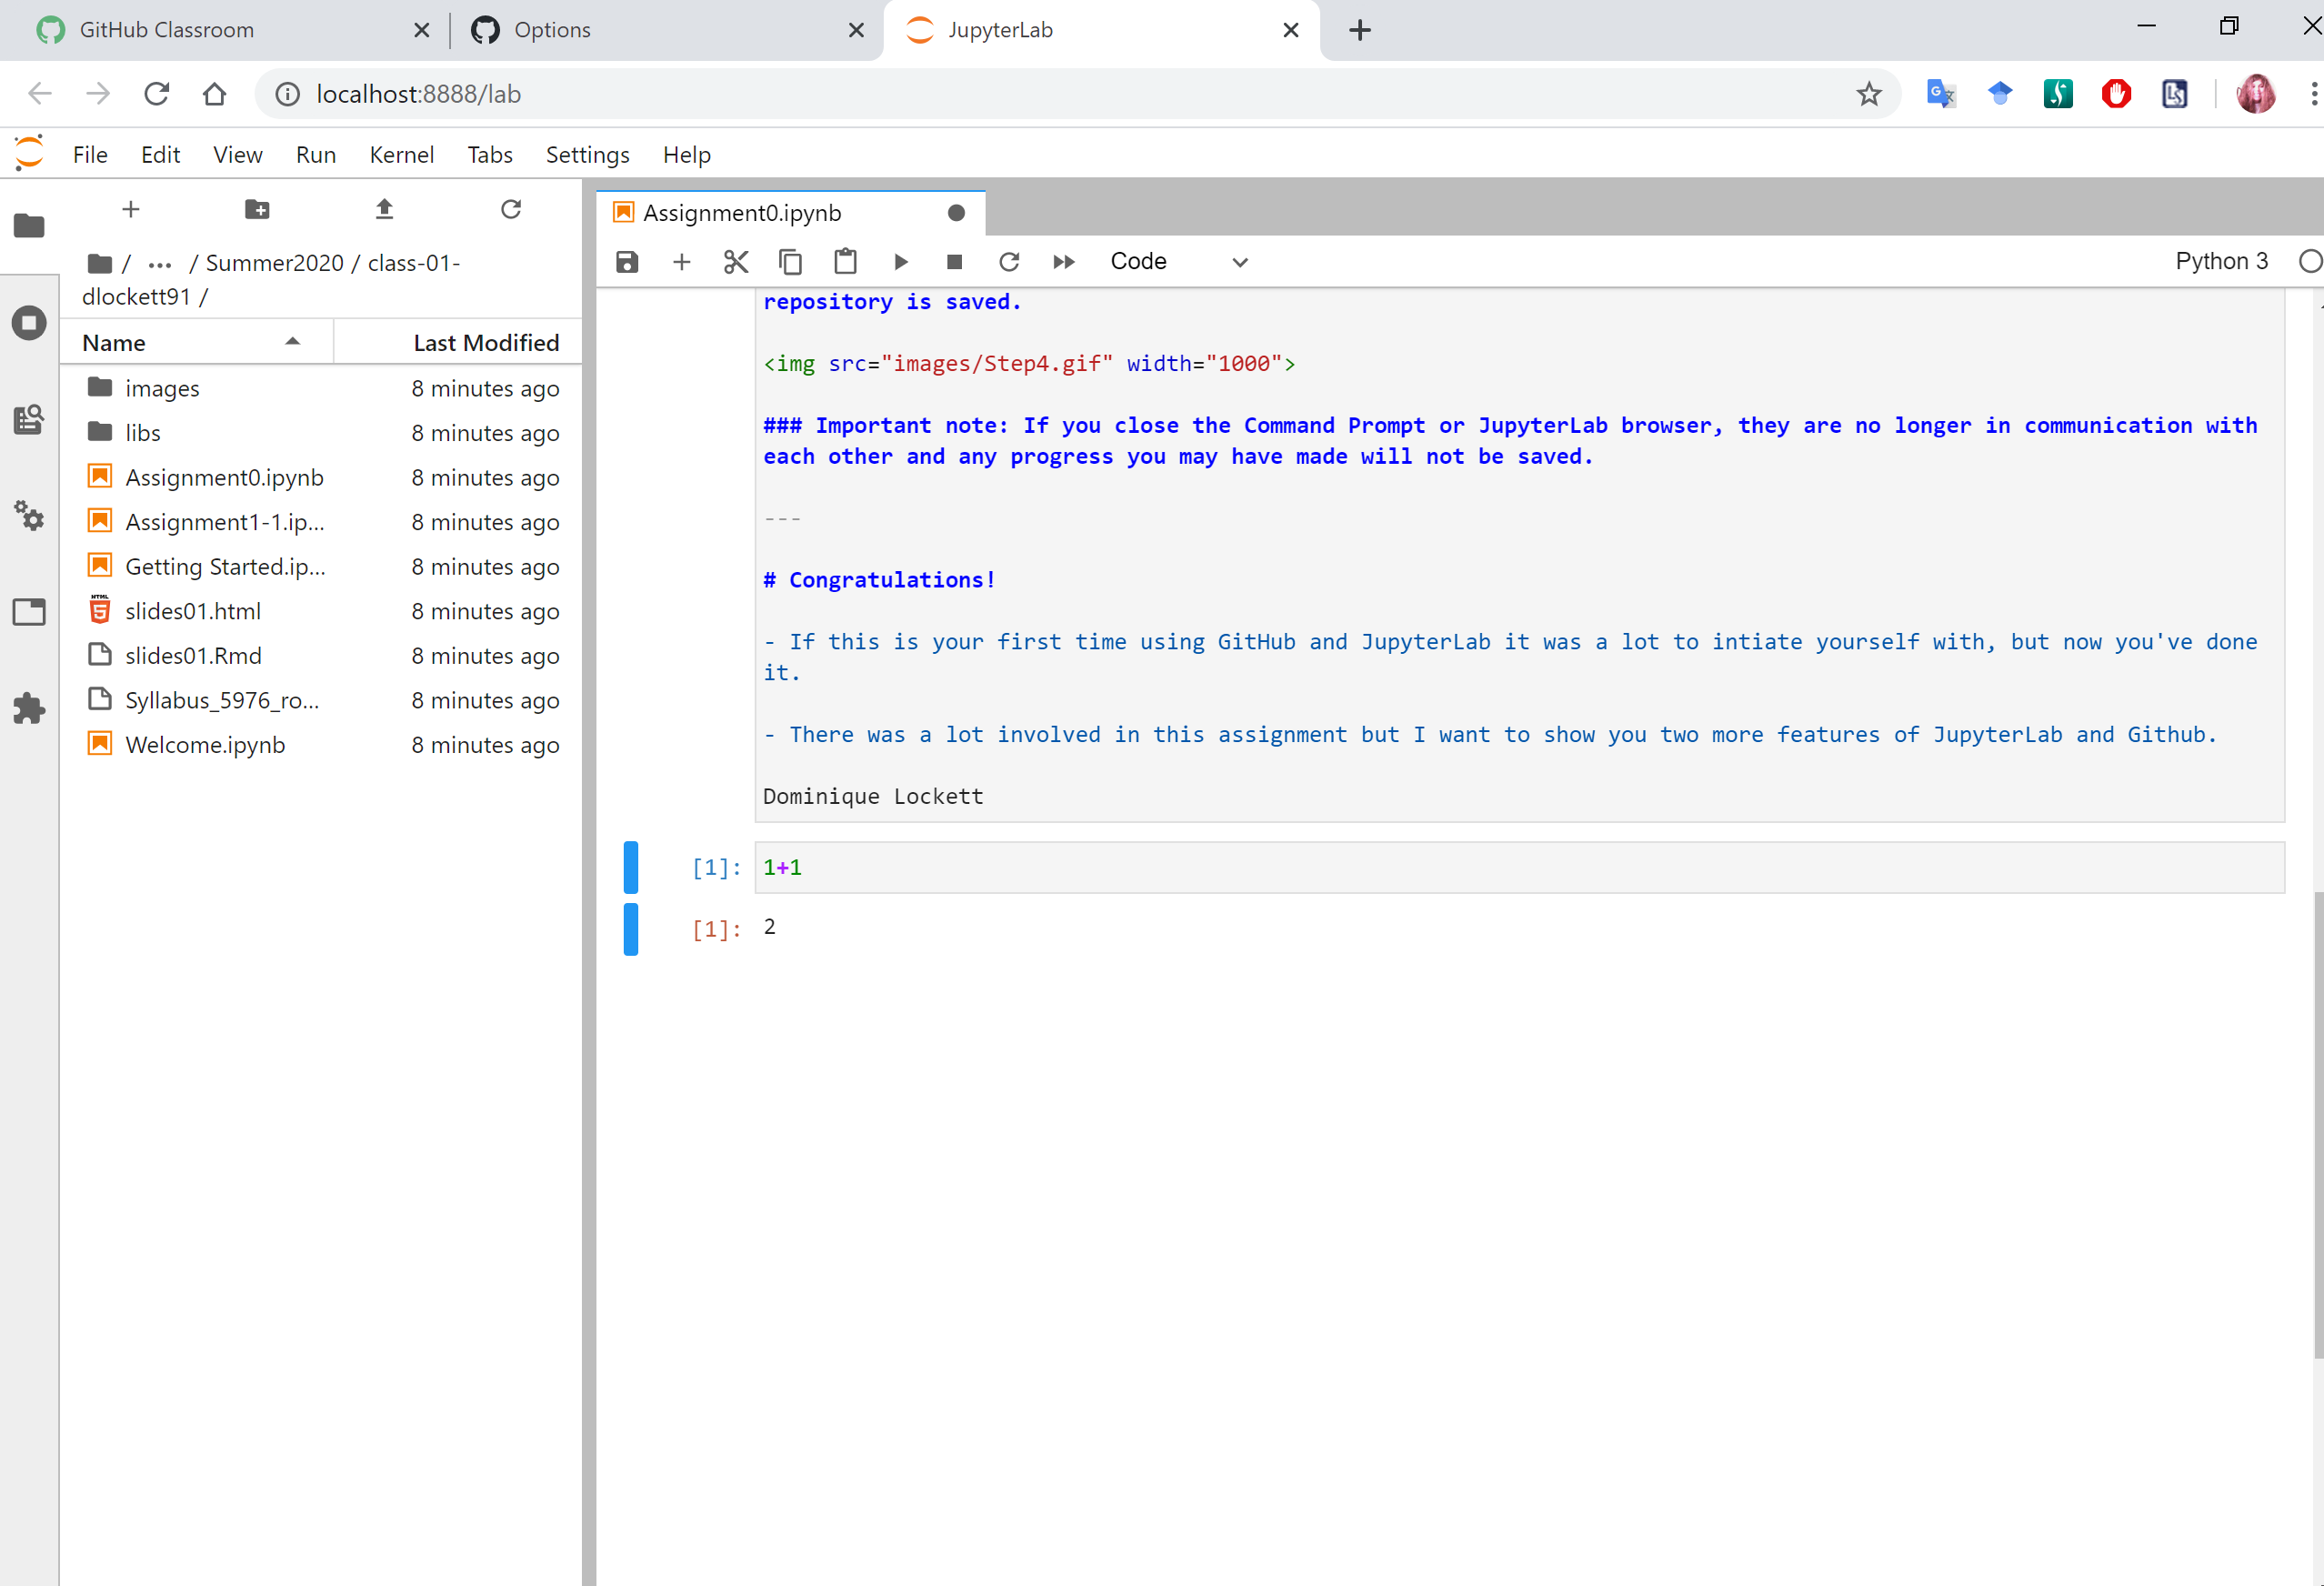 GitHub Classroom
Options
JupyterLab
localhost:8888/lab
File Edit View Run Kernel Tabs Settings Help
/ ... / Summer2020 / class-01-
dlockett91 /
Name Last Modified
images 8 minutes ago
libs 8 minutes ago
Assignment0.ipynb 8 minutes ago
Assignment1-1.ip... 8 minutes ago
Getting Started.ip... 8 minutes ago
slides01.html 8 minutes ago
slides01.Rmd 8 minutes ago
Syllabus_5976_ro... 8 minutes ago
Welcome.ipynb 8 minutes ago
Assignment0.ipynb
Code
Python 3
repository is saved.
<img src="images/Step4.gif" width="1000">
### Important note: If you close the Command Prompt or JupyterLab browser, they are no longer in communication with
each other and any progress you may have made will not be saved.
---
# Congratulations!
- If this is your first time using GitHub and JupyterLab it was a lot to intiate yourself with, but now you've done
it.
- There was a lot involved in this assignment but I want to show you two more features of JupyterLab and Github.
Dominique Lockett
[1]: 1+1
[1]: 2